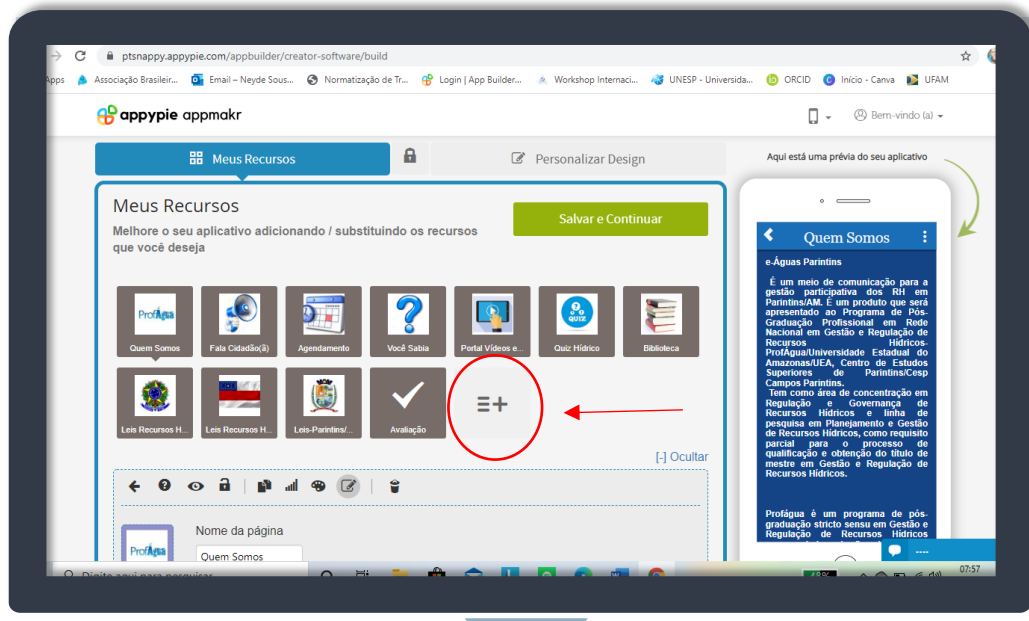 ptsnappy.appypie.com/appbuilder/creator-software/build
Apps Associação Brasileir... Email – Neyde Sous... Normatização de Tr... Login | App Builder... Workshop Internaci... UNESP - Universida... ORCID Início - Canva UFAM
appypie appmakr Bem-vindo (a)
Meus Recursos Personalizar Design
Aqui está uma prévia do seu aplicativo
Meus Recursos
Melhore o seu aplicativo adicionando / substituindo os recursos
que você deseja
Salvar e Continuar
ProfÁgua
QUIZ
Quem Somos Fala Cidadão(ã) Agendamento Você Sabia Portal Vídeos e... Quiz Hídrico Biblioteca
Leis Recursos H... Leis Recursos H... Leis-Parintins/... Avaliação
[-] Ocultar
Nome da página
ProfÁgua
Quem Somos
Quem Somos
e-Águas Parintins
É um meio de comunicação para a
gestão participativa dos RH em
Parintins/AM. É um produto que será
apresentado ao Programa de Pós-
Graduação Profissional em Rede
Nacional em Gestão e Regulação de
Recursos Hídricos-
ProfÁgua/Universidade Estadual do
Amazonas/UEA, Centro de Estudos
Superiores de Parintins/Cesp
Campos Parintins.
Tem como área de concentração em
Regulação e Governança de
Recursos Hídricos e linha de
pesquisa em Planejamento e Gestão
de Recursos Hídricos, como requisito
parcial para o processo de
qualificação e obtenção do título de
mestre em Gestão e Regulação de
Recursos Hídricos.
Profágua é um programa de pós-
graduação stricto sensu em Gestão e
Regulação de Recursos Hídricos
----
Digite aqui para pesquisar
07:57